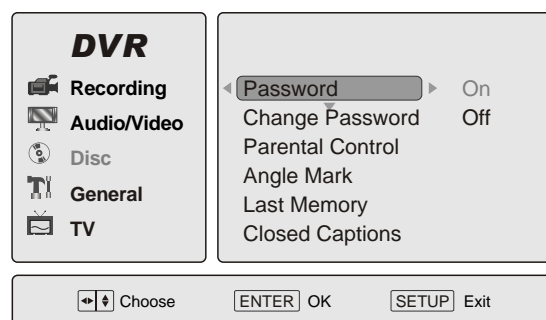 DVR
Recording
Audio/Video
Disc
General
TV
Password On
Change Password Off
Parental Control
Angle Mark
Last Memory
Closed Captions
Choose ENTER OK SETUP Exit